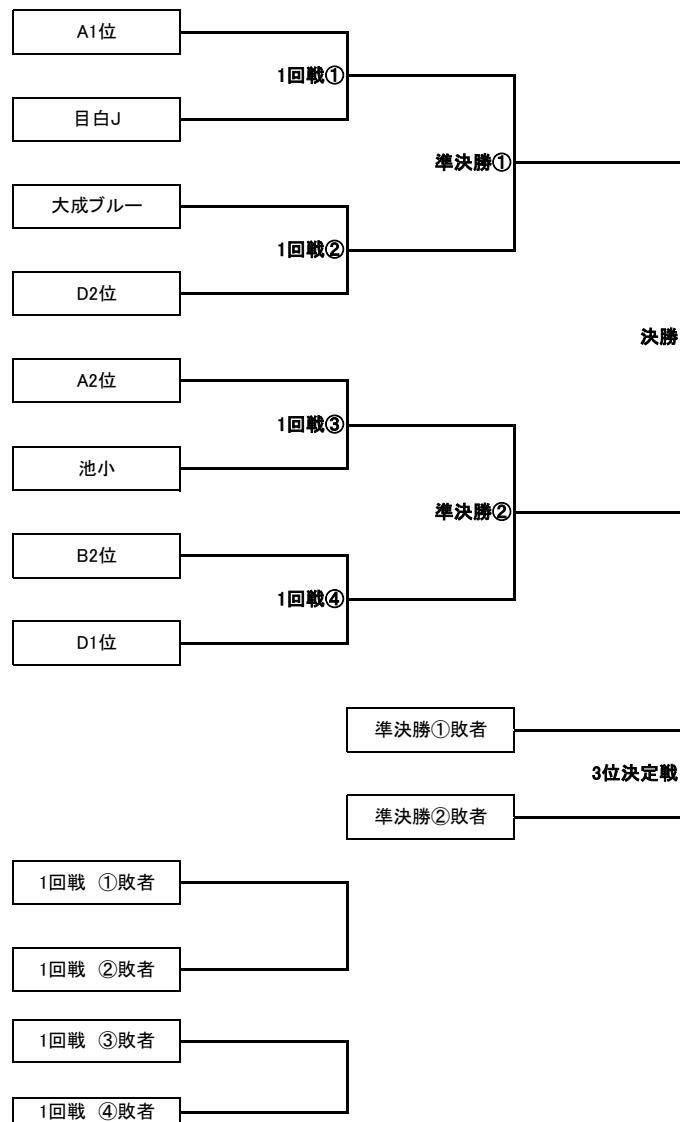 A1位
1回戦①
目白J
準決勝①
大成ブルー
1回戦②
D2位
決勝
A2位
1回戦③
池小
準決勝②
B2位
1回戦④
D1位
準決勝①敗者
3位決定戦
準決勝②敗者
1回戦　①敗者
1回戦　②敗者
1回戦　③敗者
1回戦　④敗者